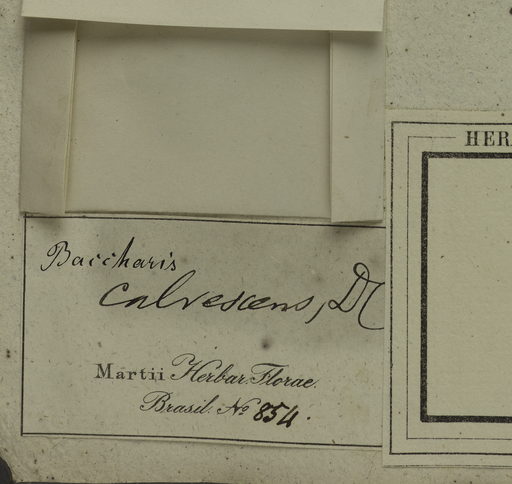 Baccharis
calvescens, DC
Martii Herbar. Florae.
Brasil. No 854.
HER